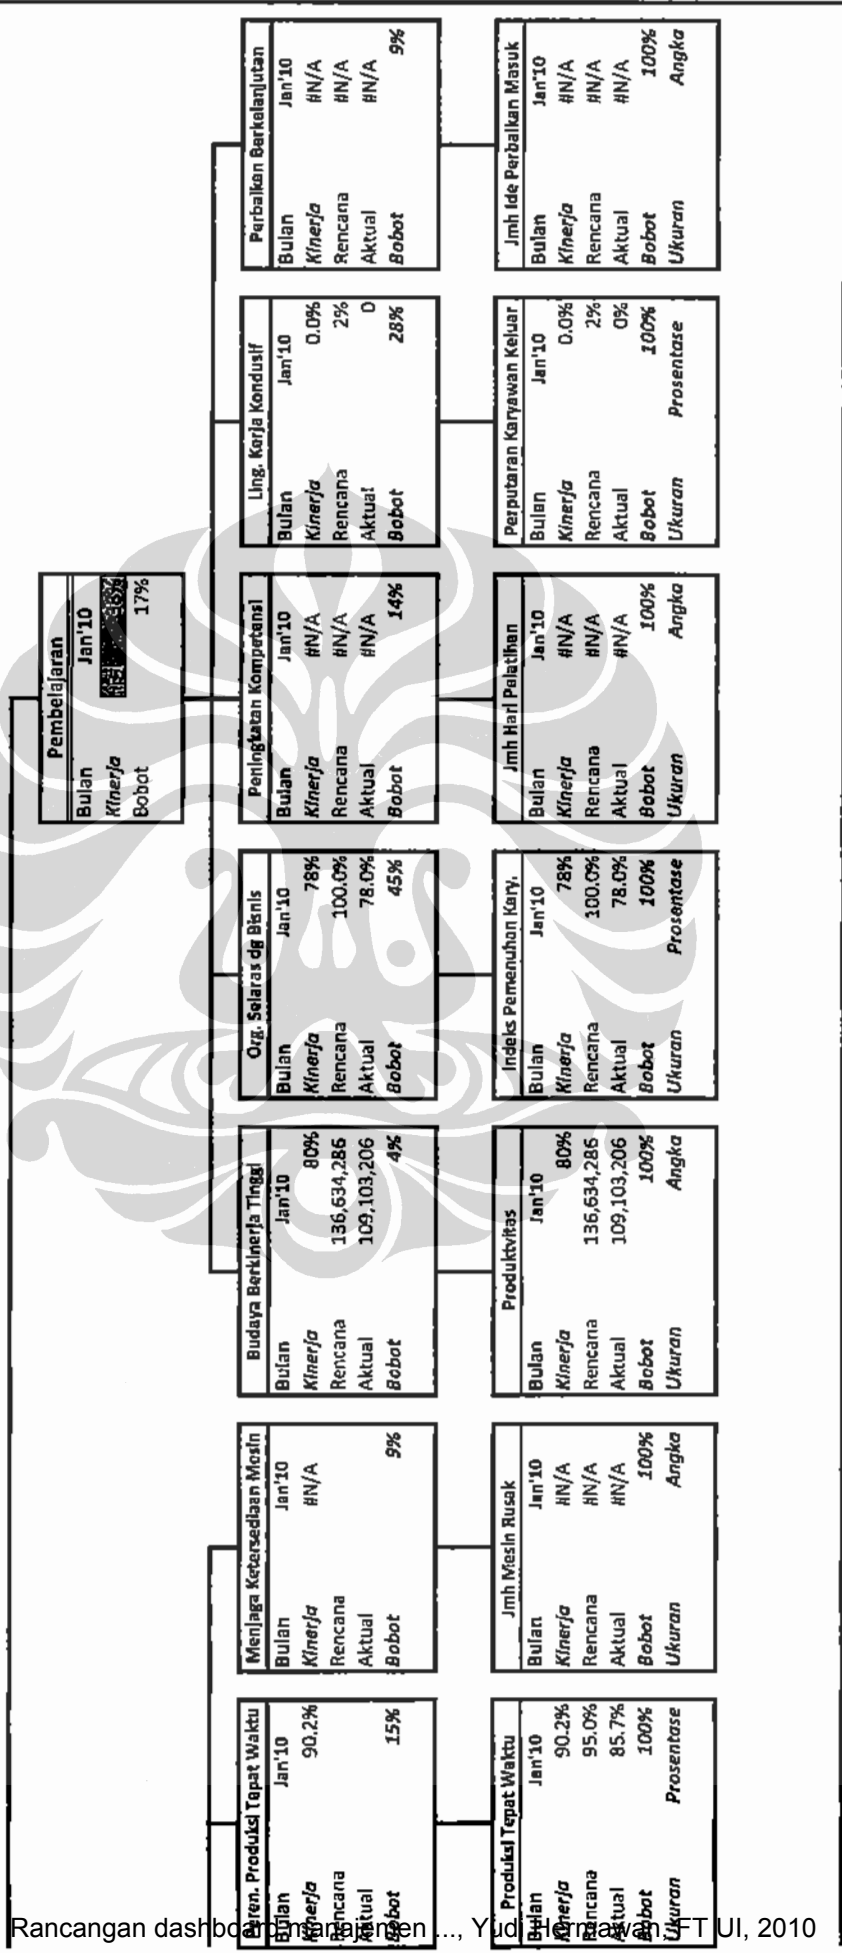 Pembelajaran
Bulan Jan'10
Kinerja
Bobot 17%
Peren. Produksi Tepat Waktu
Bulan Jan'10
Kinerja 90.2%
Rencana
Aktual
Bobot 15%
Menjaga Ketersediaan Mesin
Bulan Jan'10
Kinerja #N/A
Rencana
Aktual
Bobot 9%
Budaya Berkinerja Tinggi
Bulan Jan'10
Kinerja 80%
Rencana 136,634,286
Aktual 109,103,206
Bobot 4%
Org. Selaras dg Bisnis
Bulan Jan'10
Kinerja 78%
Rencana 100.0%
Aktual 78.0%
Bobot 45%
Peningkatan Kompetensi
Bulan Jan'10
Kinerja #N/A
Rencana #N/A
Aktual #N/A
Bobot 14%
Ling. Kerja Kondusif
Bulan Jan'10
Kinerja 0.0%
Rencana 2%
Aktual 0
Bobot 28%
Perbaikan Berkelanjutan
Bulan Jan'10
Kinerja #N/A
Rencana #N/A
Aktual #N/A
Bobot 9%
Produksi Tepat Waktu
Bulan Jan'10
Kinerja 90.2%
Rencana 95.0%
Aktual 85.7%
Bobot 100%
Ukuran Prosentase
Jmh Mesin Rusak
Bulan Jan'10
Kinerja #N/A
Rencana #N/A
Aktual #N/A
Bobot 100%
Ukuran Angka
Produktvitas
Bulan Jan'10
Kinerja 80%
Rencana 136,634,286
Aktual 109,103,206
Bobot 100%
Ukuran Angka
Indeks Pemenuhan Kary.
Bulan Jan'10
Kinerja 78%
Rencana 100.0%
Aktual 78.0%
Bobot 100%
Ukuran Prosentase
Jmh Hari Pelatihan
Bulan Jan'10
Kinerja #N/A
Rencana #N/A
Aktual #N/A
Bobot 100%
Ukuran Angka
Perputaran Karyawan Keluar
Bulan Jan'10
Kinerja 0.0%
Rencana 2%
Aktual 0%
Bobot 100%
Ukuran Prosentase
Jmh Ide Perbaikan Masuk
Bulan Jan'10
Kinerja #N/A
Rencana #N/A
Aktual #N/A
Bobot 100%
Ukuran Angka
Rancangan dashboard manajemen ..., Yudi Hermawan, FT UI, 2010